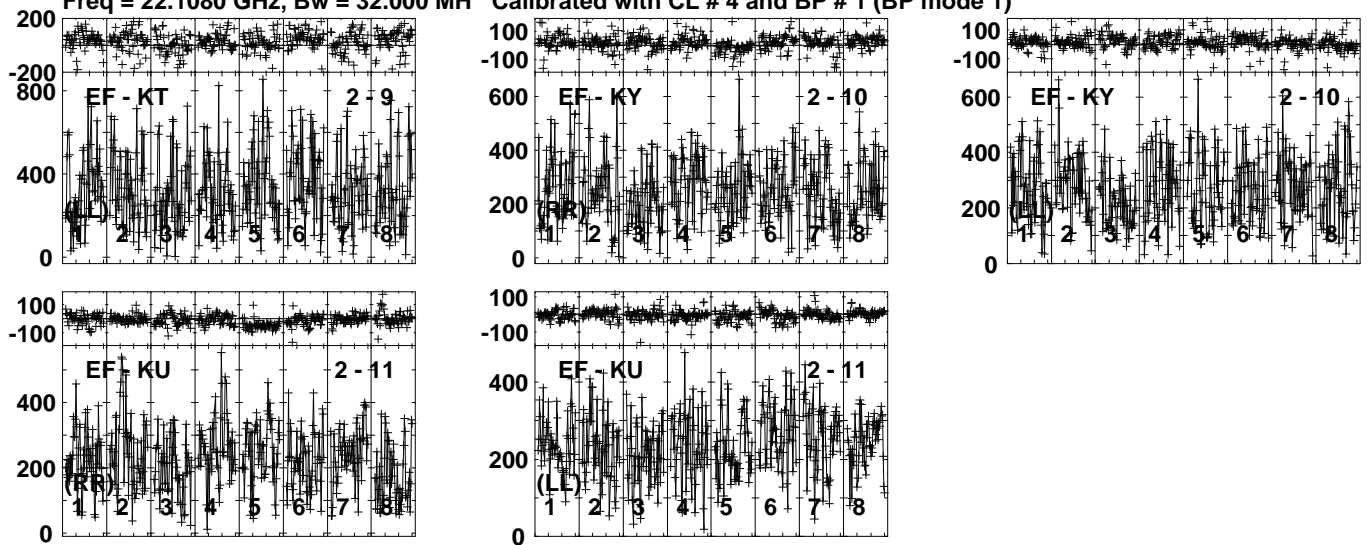 Freq = 22.1080 GHz, Bw = 32.000 MH Calibrated with CL # 4 and BP # 1 (BP mode 1)
200
-200
800
400
0
EF - KT 2 - 9
(LL)
1 2 3 4 5 6 7 8
100
-100
600
400
200
0
EF - KY 2 - 10
(RR)
1 2 3 4 5 6 7 8
100
-100
600
400
200
0
EF - KY 2 - 10
(LL)
1 2 3 4 5 6 7 8
100
-100
400
200
0
EF - KU 2 - 11
(RR)
1 2 3 4 5 6 7 8
100
-100
400
200
0
EF - KU 2 - 11
(LL)
1 2 3 4 5 6 7 8